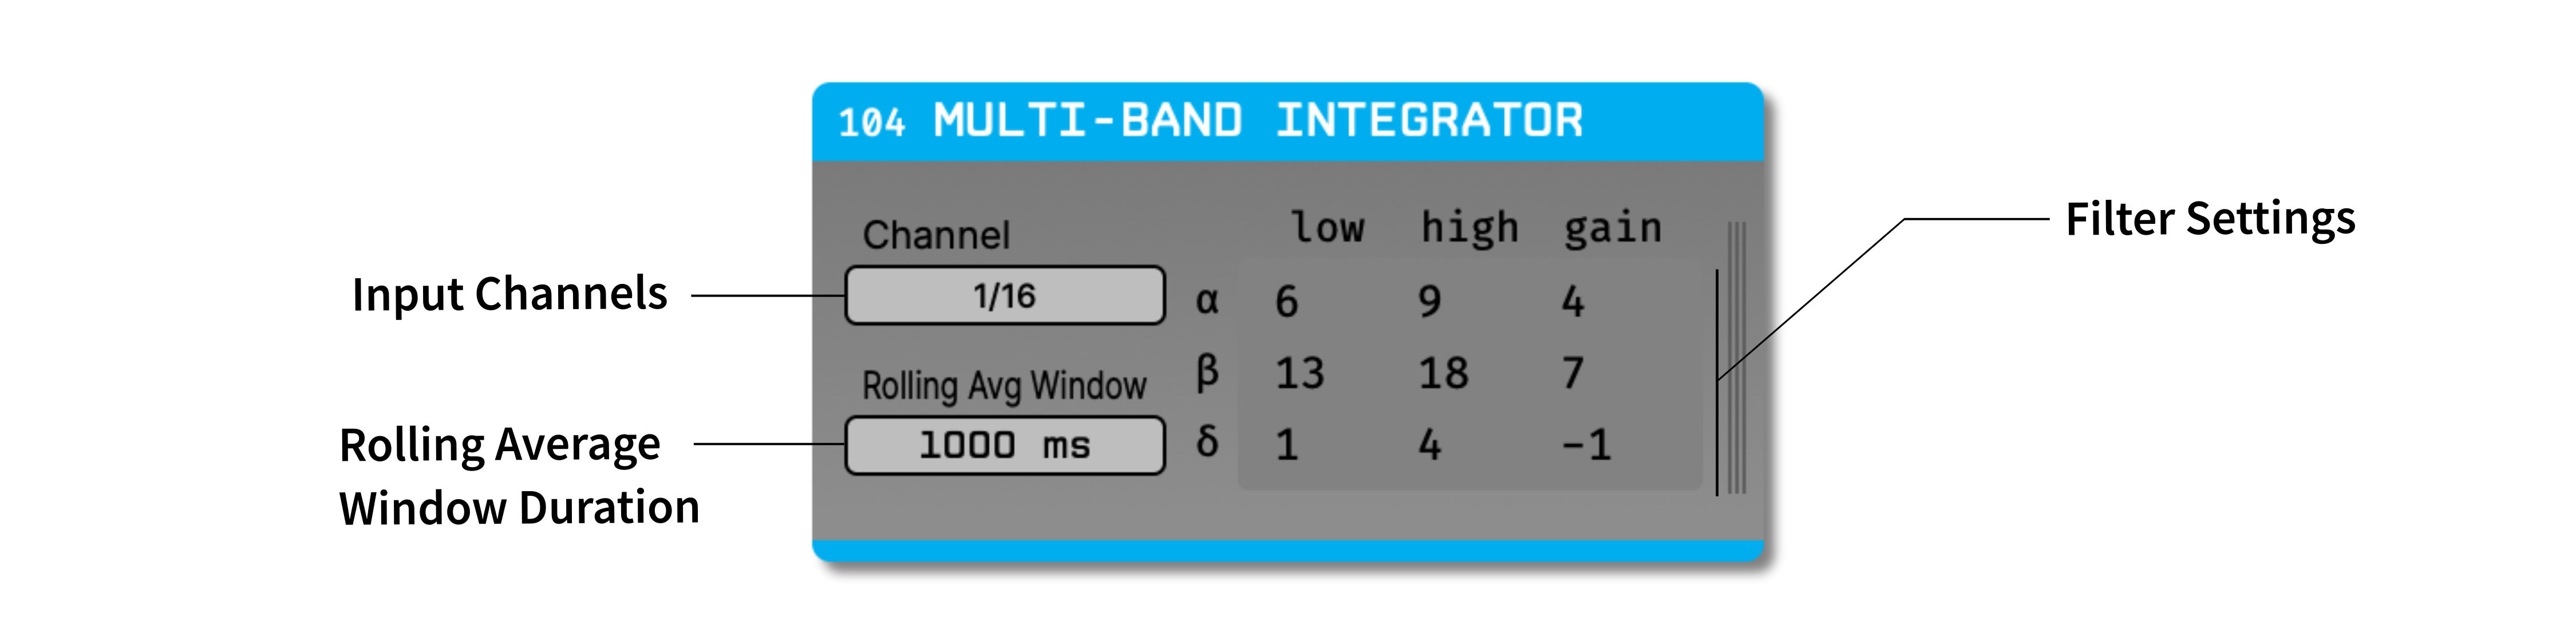 104 MULTI-BAND INTEGRATOR
Channel
1/16
Rolling Avg Window
1000 ms
low high gain
α 6 9 4
β 13 18 7
δ 1 4 -1
Input Channels
Rolling Average
Window Duration
Filter Settings